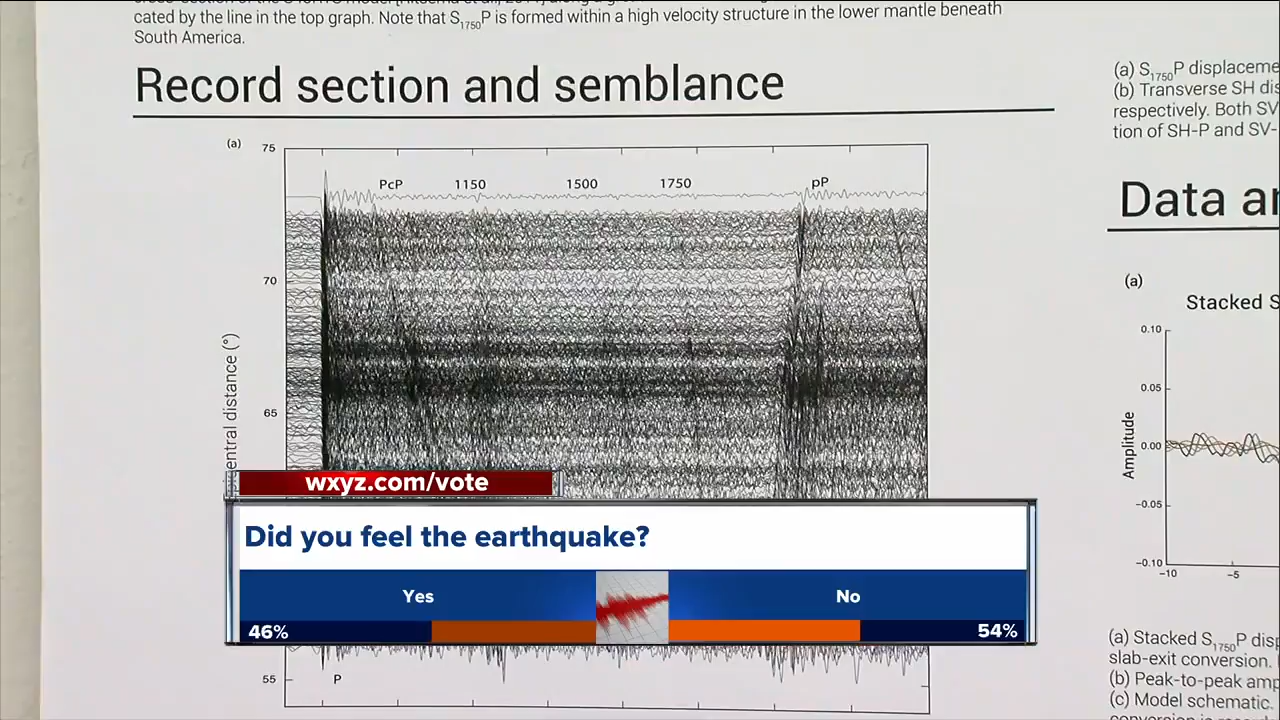 cated by the line in the top graph. Note that S1750P is formed within a high velocity structure in the lower mantle beneath
South America.
Record section and semblance
(a)
75
PcP 1150 1500 1750 pP
70
65
entral distance (°)
55
P
(a) S1750P displaceme
(b) Transverse SH dis
respectively. Both SV
tion of SH-P and SV-
Data an
(a)
Stacked S
0.10
0.05
0.00
−0.05
−0.10
Amplitude
−10 −5
(a) Stacked S1750P disp
slab-exit conversion.
(b) Peak-to-peak amp
(c) Model schematic.
wxyz.com/vote
Did you feel the earthquake?
Yes No
46% 54%